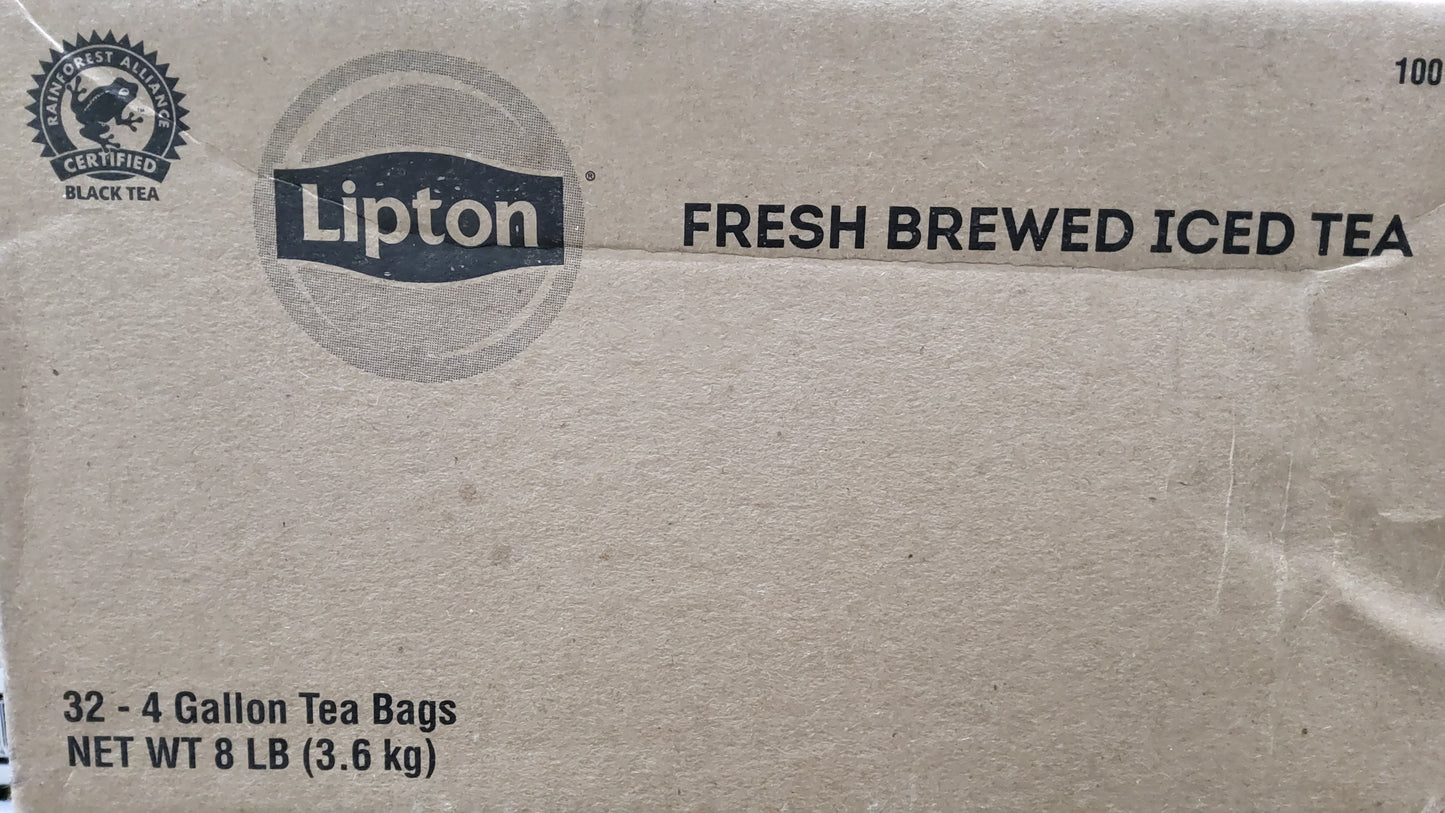 RAINFOREST ALLIANCE
CERTIFIED
BLACK TEA
Lipton®
100
FRESH BREWED ICED TEA
32 - 4 Gallon Tea Bags
NET WT 8 LB (3.6 kg)